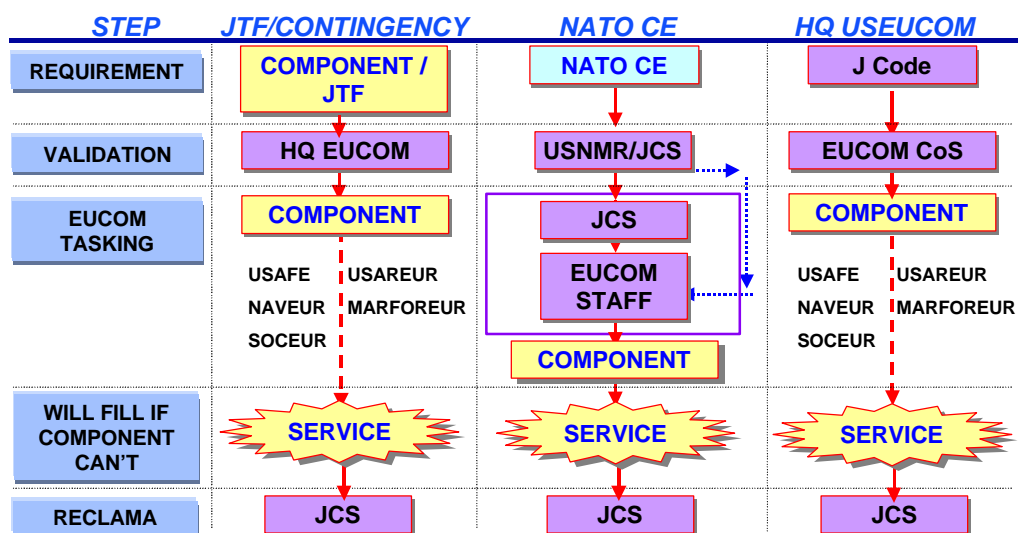 STEP JTF/CONTINGENCY NATO CE HQ USEUCOM
REQUIREMENT
COMPONENT /
JTF
NATO CE
J Code
VALIDATION
HQ EUCOM
USNMR/JCS
EUCOM CoS
EUCOM
TASKING
COMPONENT
USAFE USAREUR
NAVEUR MARFOREUR
SOCEUR
JCS
EUCOM
STAFF
COMPONENT
COMPONENT
USAFE USAREUR
NAVEUR MARFOREUR
SOCEUR
WILL FILL IF
COMPONENT
CAN'T
SERVICE
SERVICE
SERVICE
RECLAMA
JCS
JCS
JCS